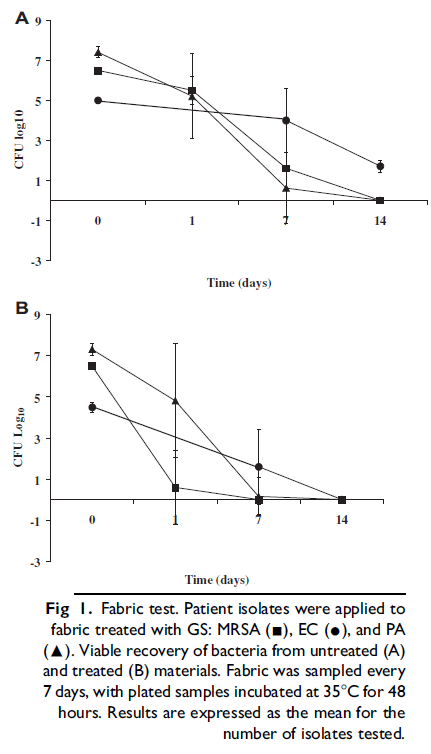 A
9
7
5
3
1
-1
-3
CFU log10
0 1 7 14
Time (days)
B
9
7
5
3
1
-1
-3
CFU Log10
0 1 7 14
Time (days)
Fig 1. Fabric test. Patient isolates were applied to
fabric treated with GS: MRSA (■), EC (●), and PA
(▲). Viable recovery of bacteria from untreated (A)
and treated (B) materials. Fabric was sampled every
7 days, with plated samples incubated at 35°C for 48
hours. Results are expressed as the mean for the
number of isolates tested.